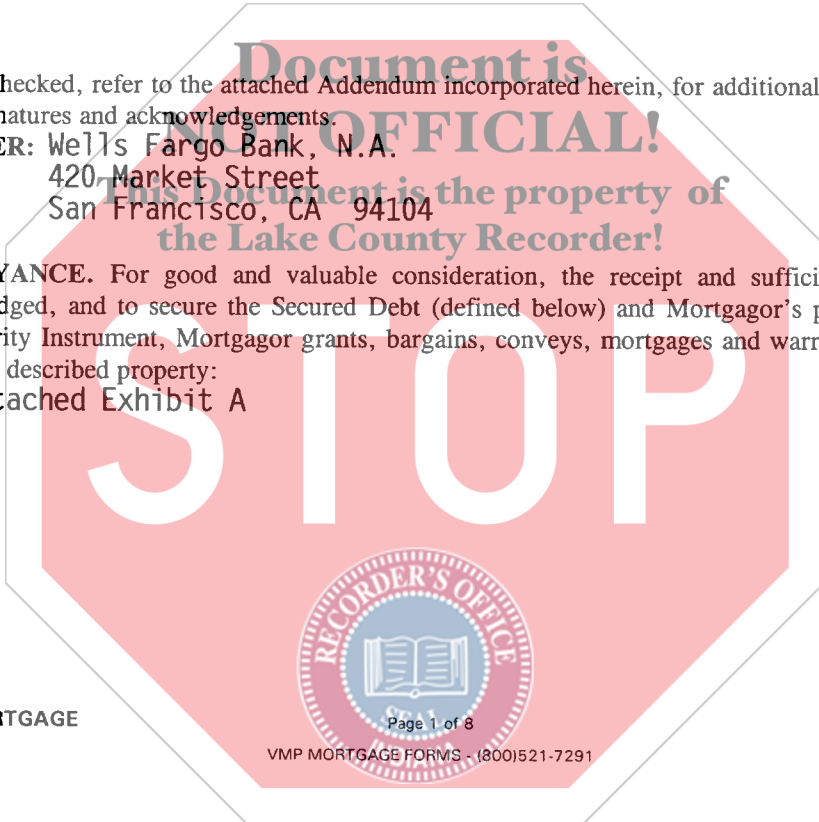 Document is
hecked, refer to the attached Addendum incorporated herein, for additional
natures and acknowledgements.
NOT OFFICIAL!
ER: Wells Fargo Bank, N.A.
420 Market Street
This Document is the property of
San Francisco, CA 94104
the Lake County Recorder!
YANCE. For good and valuable consideration, the receipt and suffici
dged, and to secure the Secured Debt (defined below) and Mortgagor's p
rity Instrument, Mortgagor grants, bargains, conveys, mortgages and warr
described property:
tached Exhibit A
STOP
RECORDER'S OFFICE
SEAL
INDIANA
RTGAGE
Page 1 of 8
VMP MORTGAGE FORMS - (800)521-7291